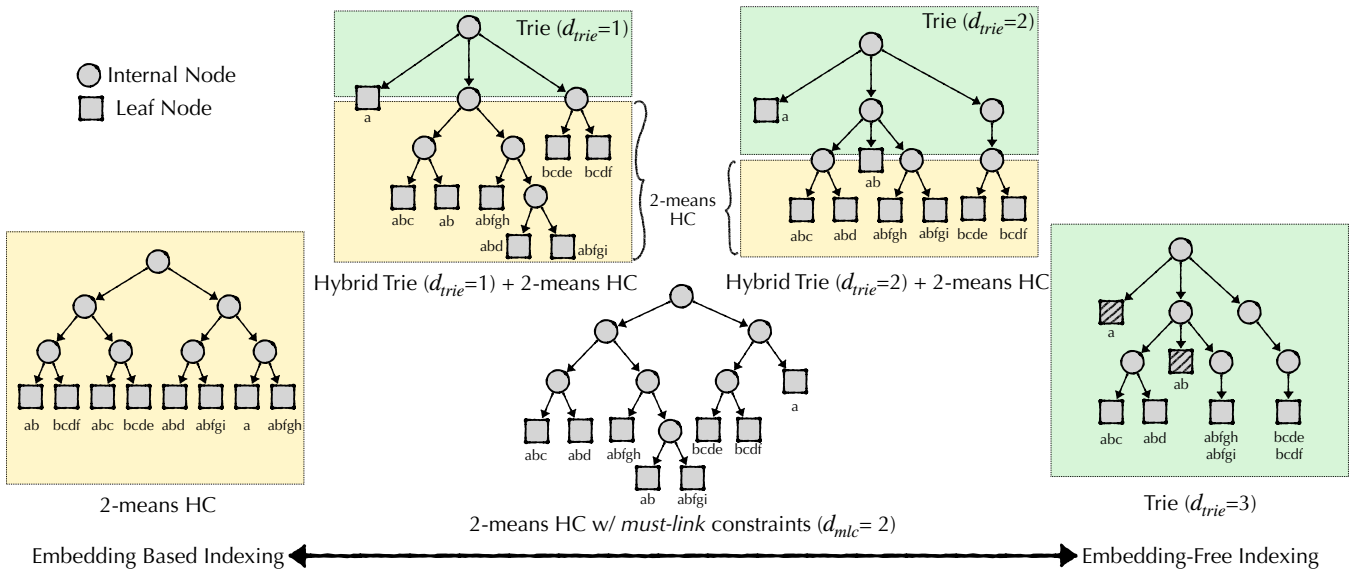 Internal Node
Leaf Node
Trie (d_trie=1)
a
bcde bcdf
abc ab abfgh
abd abfgi
2-means
HC
Hybrid Trie (d_trie=1) + 2-means HC
Trie (d_trie=2)
a
ab
abc abd abfgh abfgi bcde bcdf
Hybrid Trie (d_trie=2) + 2-means HC
ab bcdf abc bcde abd abfgi a abfgh
2-means HC
a
abc abd abfgh bcde bcdf
ab abfgi
2-means HC w/ must-link constraints (d_mlc= 2)
a
ab
abc abd abfgh bcde
abfgi bcdf
Trie (d_trie=3)
Embedding Based Indexing
Embedding-Free Indexing